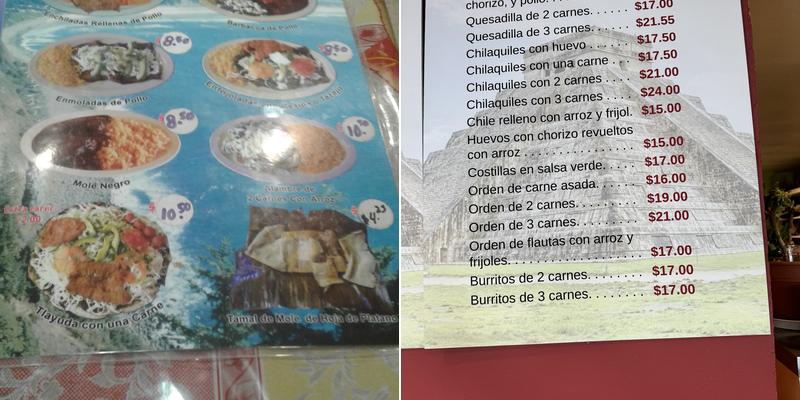 Enchiladas Rellenas de Pollo
Barbacoa de Pollo
8.50
8.50
Enmoladas de Pollo
8.50
Mole Negro
10.50
Alambre de
2 Carnes Con Arroz
Extra carne
10.50
Tlayuda con una Carne
$4.25
Tamal de Mole de Hoja de Platano
chorizo, y pollo.
$17.00
Quesadilla de 2 carnes. . . . . . $17.00
Quesadilla de 3 carnes. . . . . . $21.55
Chilaquiles con huevo . . . . . . $17.50
Chilaquiles con una carne . . . $17.50
Chilaquiles con 2 carnes . . . . $21.00
Chilaquiles con 3 carnes . . . . $24.00
Chile relleno con arroz y frijol. $15.00
Huevos con chorizo revueltos
con arroz . . . . . . . . . . . . . . . $15.00
Costillas en salsa verde. . . . . $17.00
Orden de carne asada. . . . . . $16.00
Orden de 2 carnes. . . . . . . . . $19.00
Orden de 3 carnes. . . . . . . . . $21.00
Orden de flautas con arroz y
frijoles. . . . . . . . . . . . . . . . . . $17.00
Burritos de 2 carnes. . . . . . . . $17.00
Burritos de 3 carnes. . . . . . . . $17.00